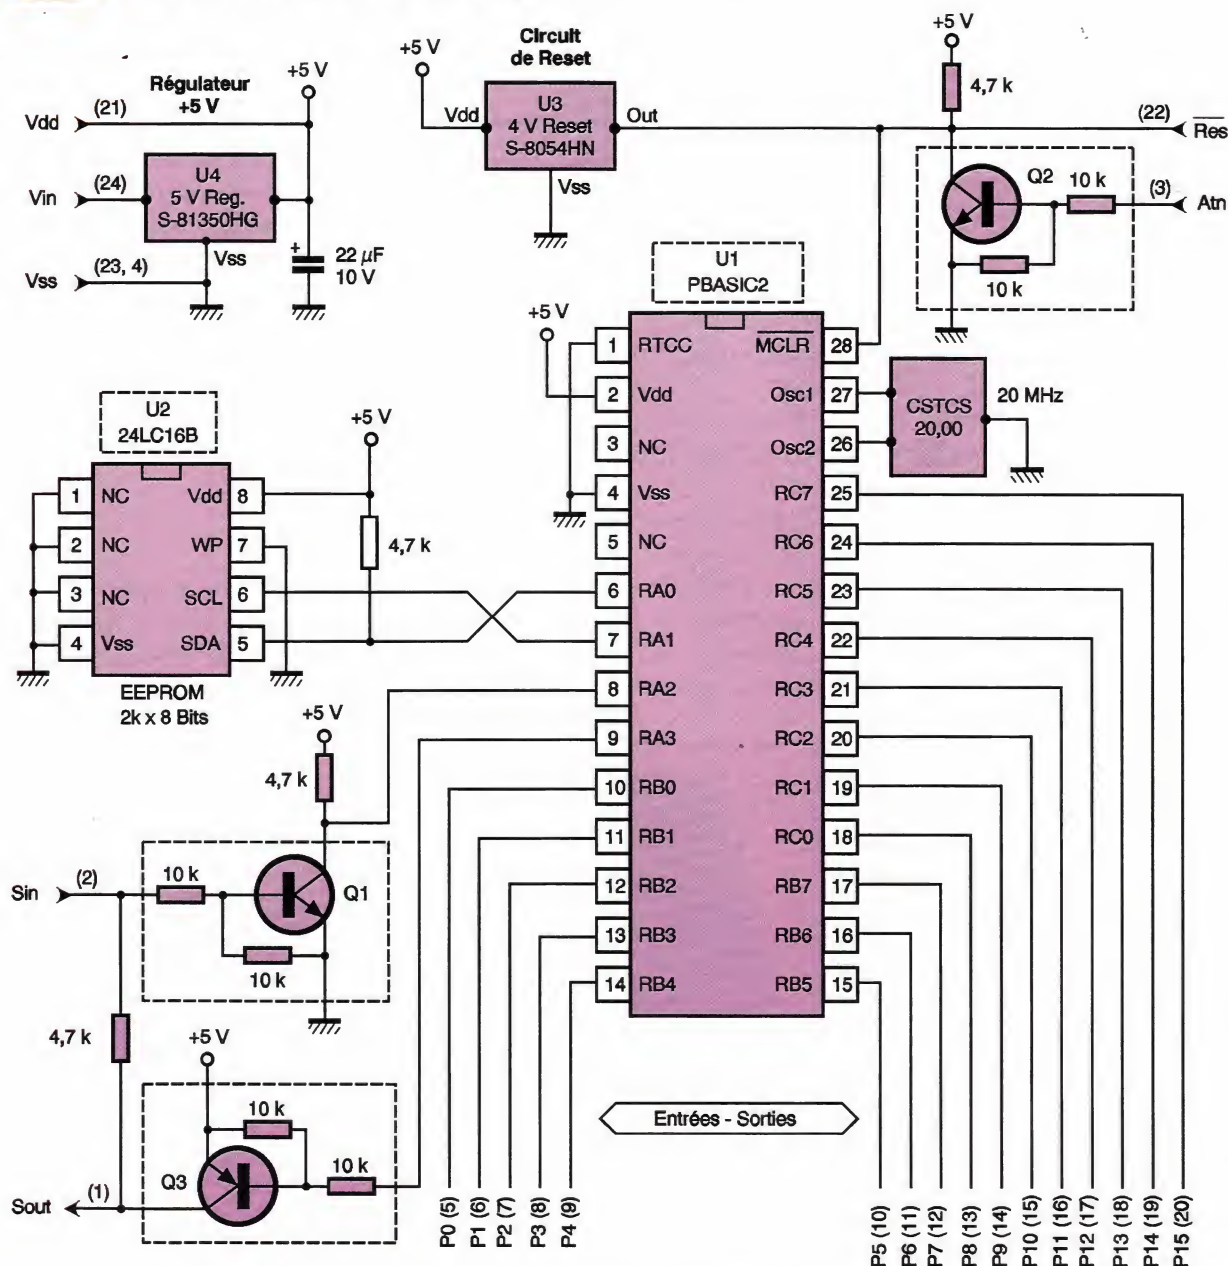 Régulateur
+5 V
+5 V
Vdd
(21)
Vin
(24)
U4
5 V Reg.
S-81350HG
Vss
Vss
(23, 4)
+
22 µF
10 V
Circuit
de Reset
+5 V
Vdd
U3
4 V Reset
S-8054HN
Out
Vss
+5 V
4,7 k
(22)
Res
Q2
10 k
(3)
Atn
10 k
U1
PBASIC2
+5 V
1 RTCC MCLR 28
2 Vdd Osc1 27
3 NC Osc2 26
4 Vss RC7 25
5 NC RC6 24
6 RA0 RC5 23
7 RA1 RC4 22
8 RA2 RC3 21
9 RA3 RC2 20
10 RB0 RC1 19
11 RB1 RC0 18
12 RB2 RB7 17
13 RB3 RB6 16
14 RB4 RB5 15
CSTCS
20,00
20 MHz
U2
24LC16B
+5 V
1 NC Vdd 8
2 NC WP 7
3 NC SCL 6
4 Vss SDA 5
4,7 k
EEPROM
2k x 8 Bits
+5 V
4,7 k
Sin
(2)
10 k
Q1
10 k
4,7 k
+5 V
10 k
10 k
Q3
Sout
(1)
Entrées - Sorties
P0 (5)
P1 (6)
P2 (7)
P3 (8)
P4 (9)
P5 (10)
P6 (11)
P7 (12)
P8 (13)
P9 (14)
P10 (15)
P11 (16)
P12 (17)
P13 (18)
P14 (19)
P15 (20)